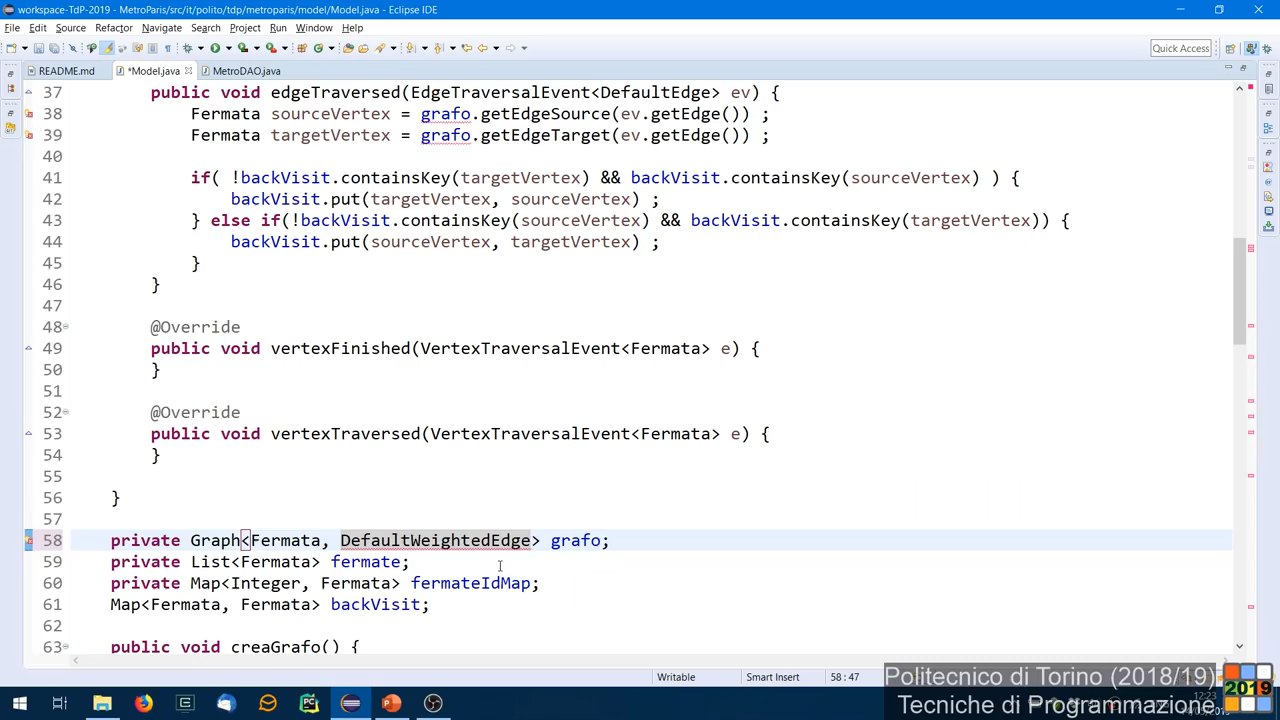 workspace-TdP-2019 - MetroParis/src/it/polito/tdp/metroparis/model/Model.java - Eclipse IDE
File Edit Source Refactor Navigate Search Project Run Window Help
Quick Access
README.md *Model.java MetroDAO.java
37 public void edgeTraversed(EdgeTraversalEvent<DefaultEdge> ev) {
38 Fermata sourceVertex = grafo.getEdgeSource(ev.getEdge()) ;
39 Fermata targetVertex = grafo.getEdgeTarget(ev.getEdge()) ;
40
41 if( !backVisit.containsKey(targetVertex) && backVisit.containsKey(sourceVertex) ) {
42 backVisit.put(targetVertex, sourceVertex) ;
43 } else if(!backVisit.containsKey(sourceVertex) && backVisit.containsKey(targetVertex)) {
44 backVisit.put(sourceVertex, targetVertex) ;
45 }
46 }
47
48 @Override
49 public void vertexFinished(VertexTraversalEvent<Fermata> e) {
50 }
51
52 @Override
53 public void vertexTraversed(VertexTraversalEvent<Fermata> e) {
54 }
55
56 }
57
58 private Graph<Fermata, DefaultWeightedEdge> grafo;
59 private List<Fermata> fermate;
60 private Map<Integer, Fermata> fermateIdMap;
61 Map<Fermata, Fermata> backVisit;
62
63 public void creaGrafo() {
Writable Smart Insert 58 : 47
Politecnico di Torino (2018/19)
Tecniche di Programmazione
2019
12:23